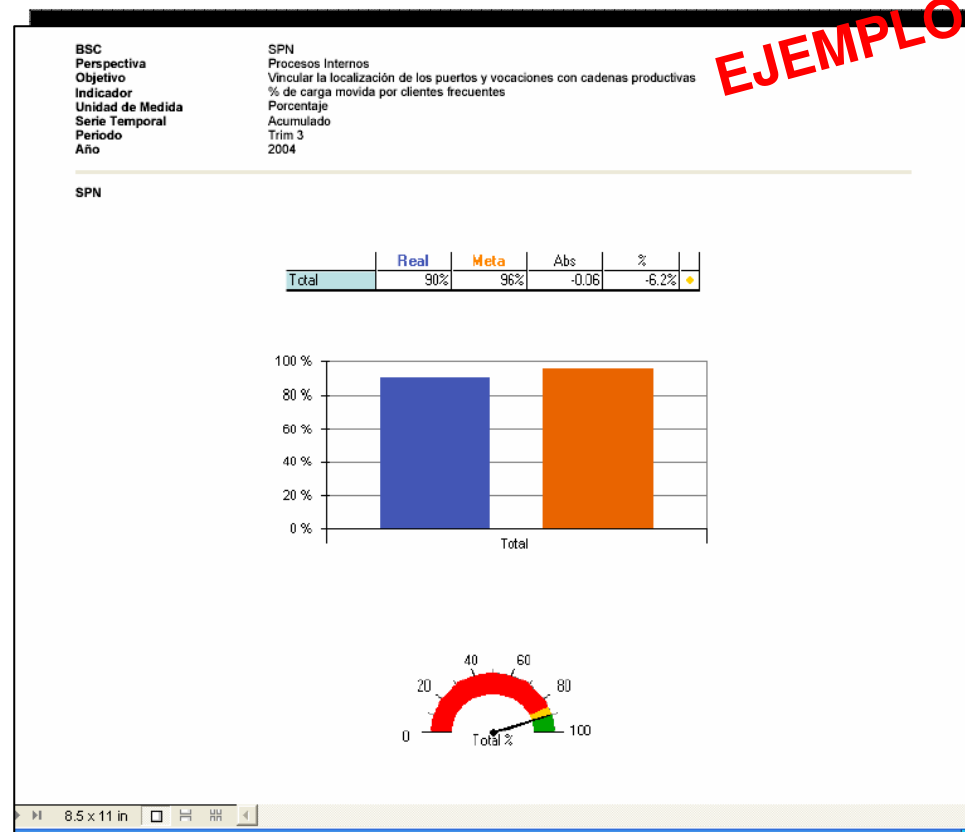 EJEMPLO
BSC SPN
Perspectiva Procesos Internos
Objetivo Vincular la localización de los puertos y vocaciones con cadenas productivas
Indicador % de carga movida por clientes frecuentes
Unidad de Medida Porcentaje
Serie Temporal Acumulado
Periodo Trim 3
Año 2004
SPN
Real Meta Abs %
Total 90% 96% -0.06 -6.2%
100 %
80 %
60 %
40 %
20 %
0 %
Total
40 60
20 80
0 Total % 100
8.5 x 11 in